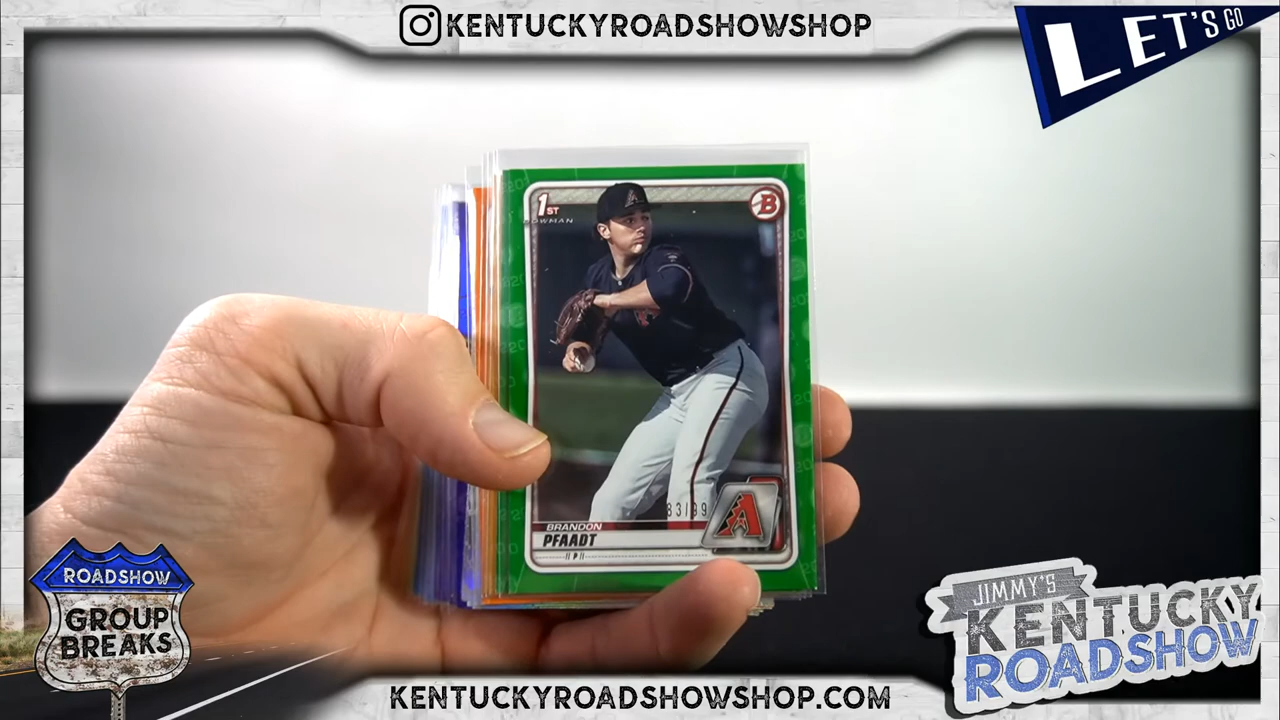 KENTUCKYROADSHOWSHOP
LET'S GO
1ST
BOWMAN
B
A
83/99
BRANDON
PFAADT
P
ROADSHOW
GROUP
BREAKS
JIMMY'S
KENTUCKY
ROADSHOW
KENTUCKYROADSHOWSHOP.COM